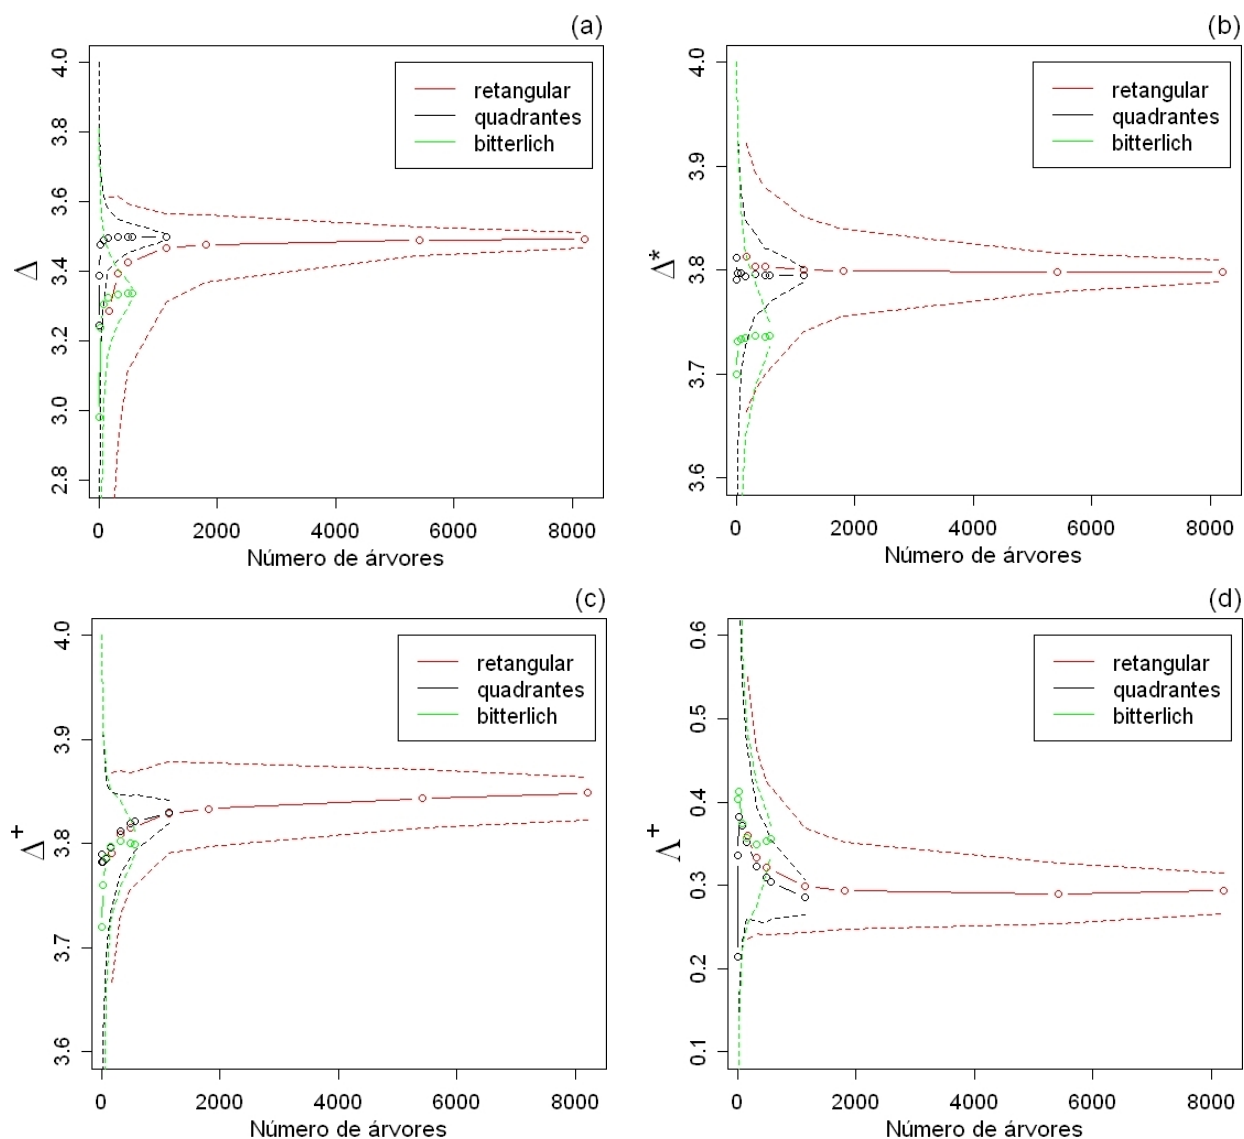 (a)
4.0
3.8
3.6
3.4
3.2
3.0
2.8
Δ
retangular
quadrantes
bitterlich
0 2000 4000 6000 8000
Número de árvores
(b)
4.0
3.9
3.8
3.7
3.6
Δ*
retangular
quadrantes
bitterlich
0 2000 4000 6000 8000
Número de árvores
(c)
4.0
3.9
3.8
3.7
3.6
Δ+
retangular
quadrantes
bitterlich
0 2000 4000 6000 8000
Número de árvores
(d)
0.6
0.5
0.4
0.3
0.2
0.1
Λ+
retangular
quadrantes
bitterlich
0 2000 4000 6000 8000
Número de árvores